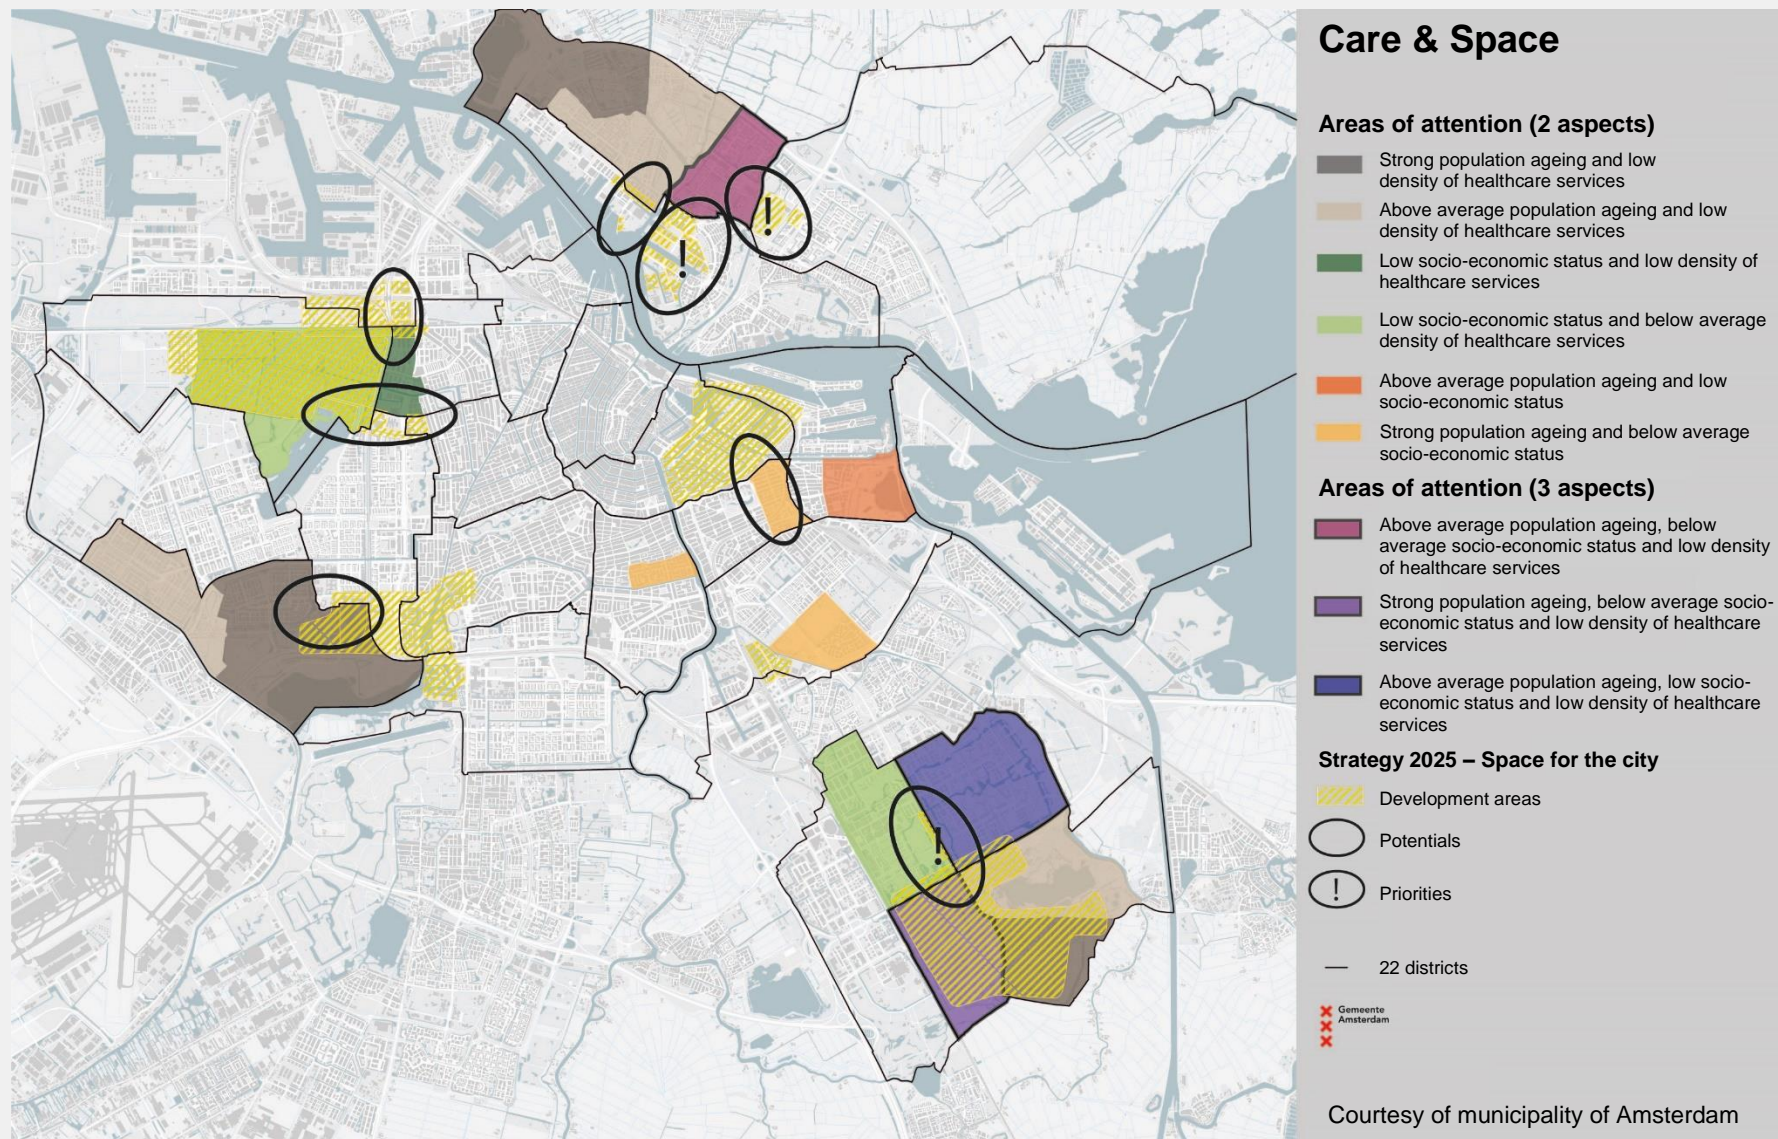 Care & Space
Areas of attention (2 aspects)
Strong population ageing and low
density of healthcare services
Above average population ageing and low
density of healthcare services
Low socio-economic status and low density of
healthcare services
Low socio-economic status and below average
density of healthcare services
Above average population ageing and low
socio-economic status
Strong population ageing and below average
socio-economic status
Areas of attention (3 aspects)
Above average population ageing, below
average socio-economic status and low density
of healthcare services
Strong population ageing, below average socio-
economic status and low density of healthcare
services
Above average population ageing, low socio-
economic status and low density of healthcare
services
Strategy 2025 – Space for the city
Development areas
Potentials
! Priorities
22 districts
Gemeente
Amsterdam
Courtesy of municipality of Amsterdam
!
!
!